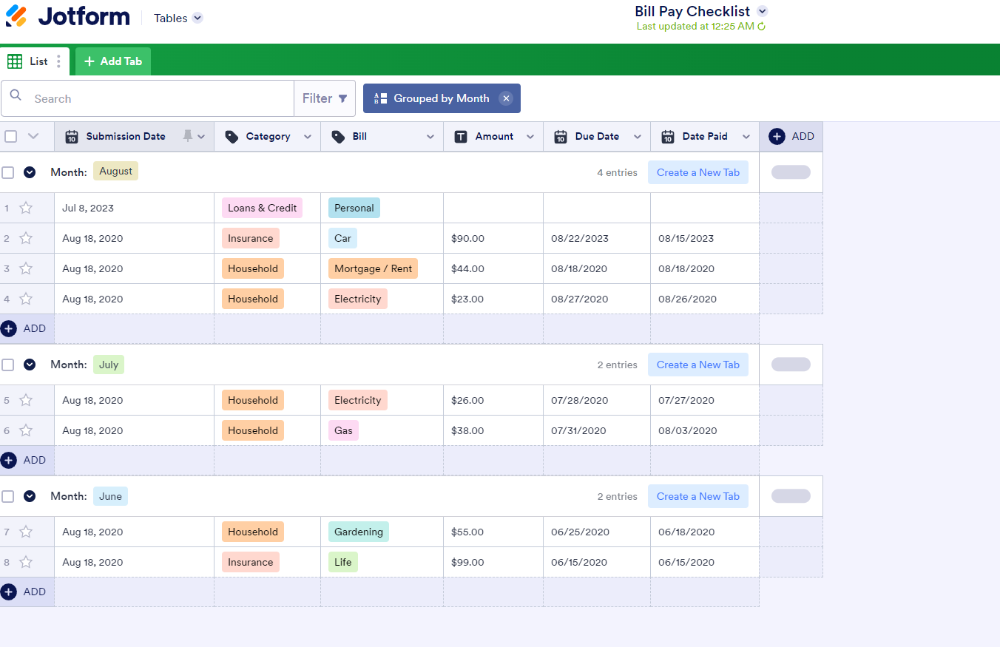 Jotform Tables Bill Pay Checklist
Last updated at 12:25 AM
List + Add Tab
Search Filter Grouped by Month
Submission Date Category Bill Amount Due Date Date Paid ADD
Month: August 4 entries Create a New Tab
1 Jul 8, 2023 Loans & Credit Personal
2 Aug 18, 2020 Insurance Car $90.00 08/22/2023 08/15/2023
3 Aug 18, 2020 Household Mortgage / Rent $44.00 08/18/2020 08/18/2020
4 Aug 18, 2020 Household Electricity $23.00 08/27/2020 08/26/2020
ADD
Month: July 2 entries Create a New Tab
5 Aug 18, 2020 Household Electricity $26.00 07/28/2020 07/27/2020
6 Aug 18, 2020 Household Gas $38.00 07/31/2020 08/03/2020
ADD
Month: June 2 entries Create a New Tab
7 Aug 18, 2020 Household Gardening $55.00 06/25/2020 06/18/2020
8 Aug 18, 2020 Insurance Life $99.00 06/15/2020 06/15/2020
ADD